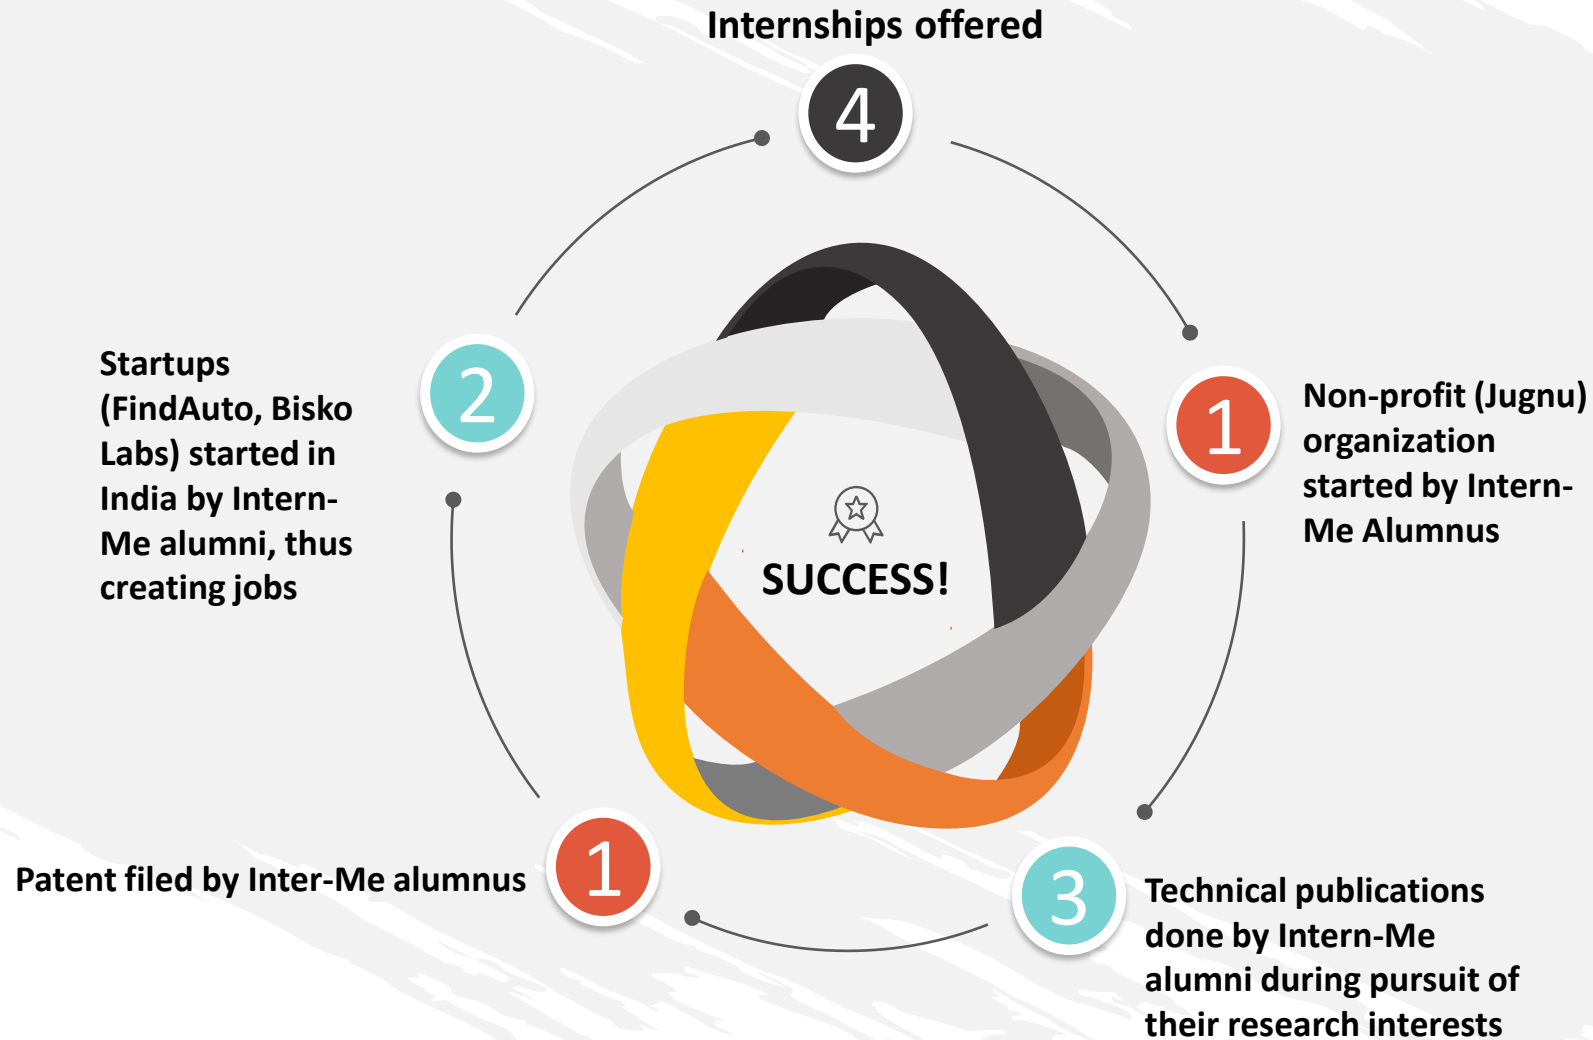 Internships offered
4
Startups
(FindAuto, Bisko
Labs) started in
India by Intern-
Me alumni, thus
creating jobs
2
1
Non-profit (Jugnu)
organization
started by Intern-
Me Alumnus
SUCCESS!
Patent filed by Inter-Me alumnus
1
3
Technical publications
done by Intern-Me
alumni during pursuit of
their research interests